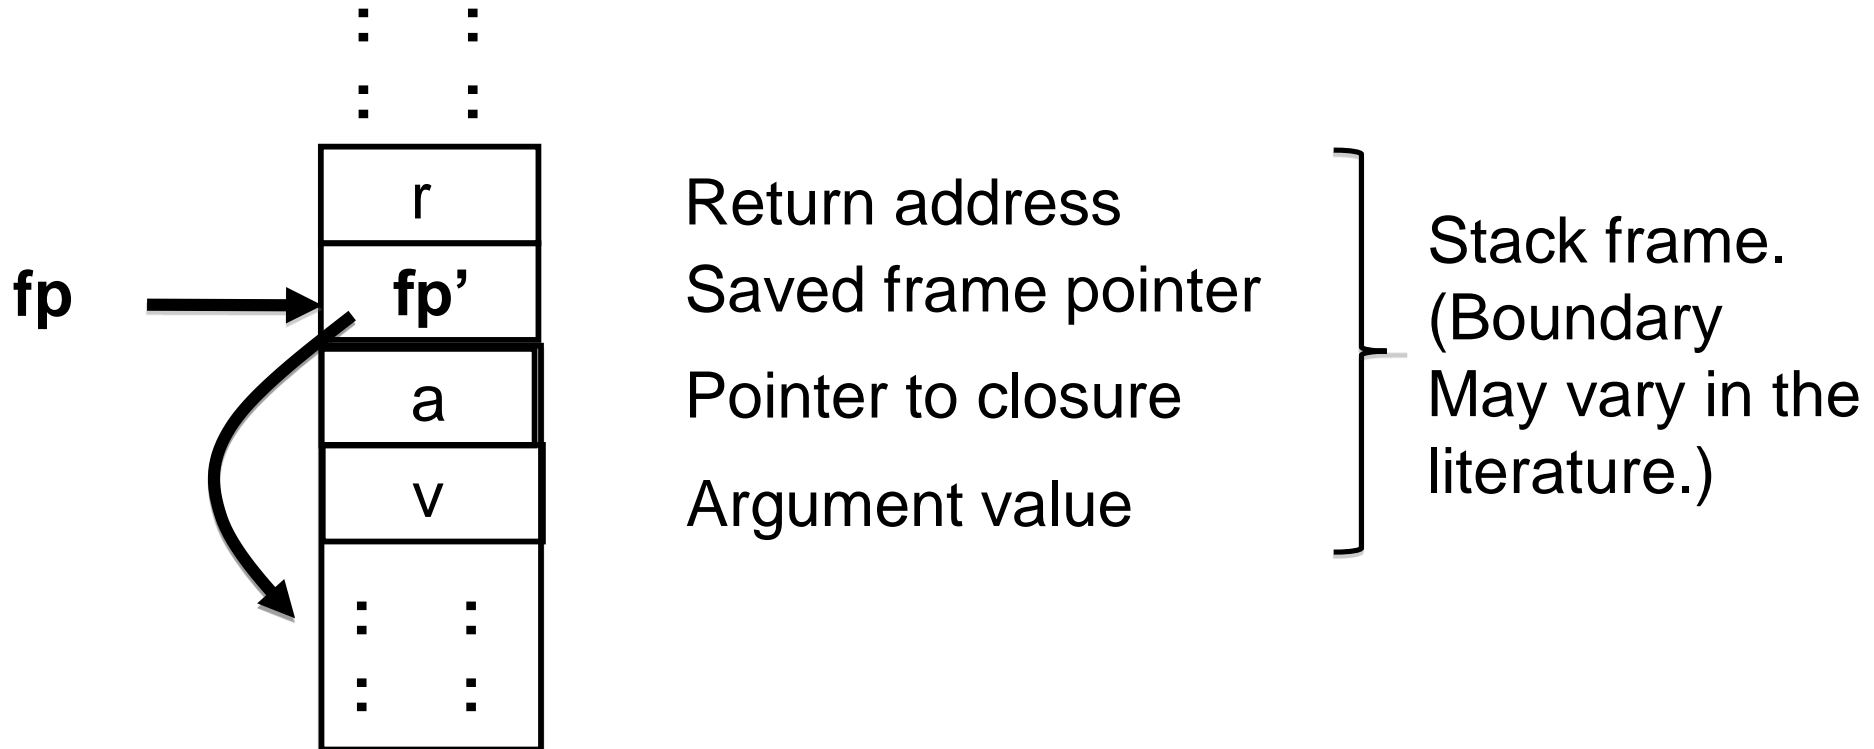 r
Return address
fp
fp’
Saved frame pointer
a
Pointer to closure
v
Argument value
Stack frame.
(Boundary
May vary in the
literature.)